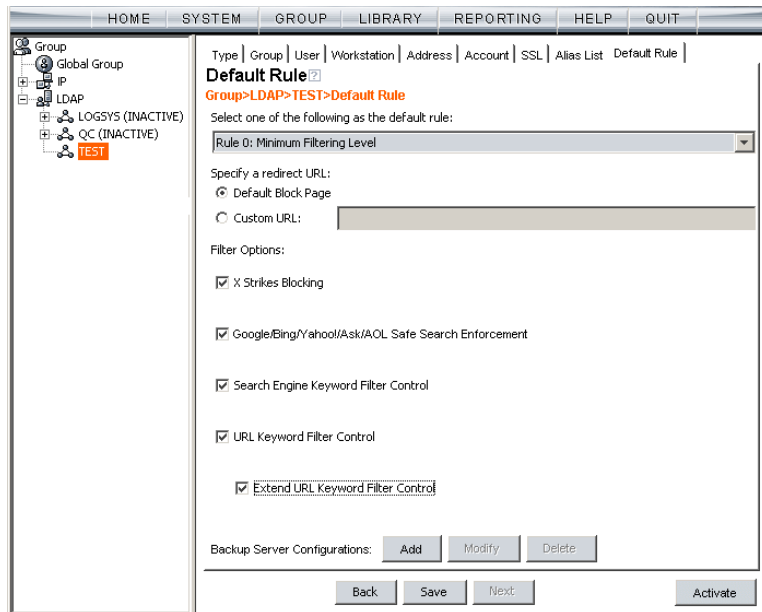 HOME SYSTEM GROUP LIBRARY REPORTING HELP QUIT
Group
Global Group
IP
LDAP
LOGSYS (INACTIVE)
QC (INACTIVE)
TEST
Type Group User Workstation Address Account SSL Alias List Default Rule
Default Rule ?
Group>LDAP>TEST>Default Rule
Select one of the following as the default rule:
Rule 0: Minimum Filtering Level
Specify a redirect URL:
Default Block Page
Custom URL:
Filter Options:
X Strikes Blocking
Google/Bing/Yahoo!/Ask/AOL Safe Search Enforcement
Search Engine Keyword Filter Control
URL Keyword Filter Control
Extend URL Keyword Filter Control
Backup Server Configurations: Add Modify Delete
Back Save Next Activate